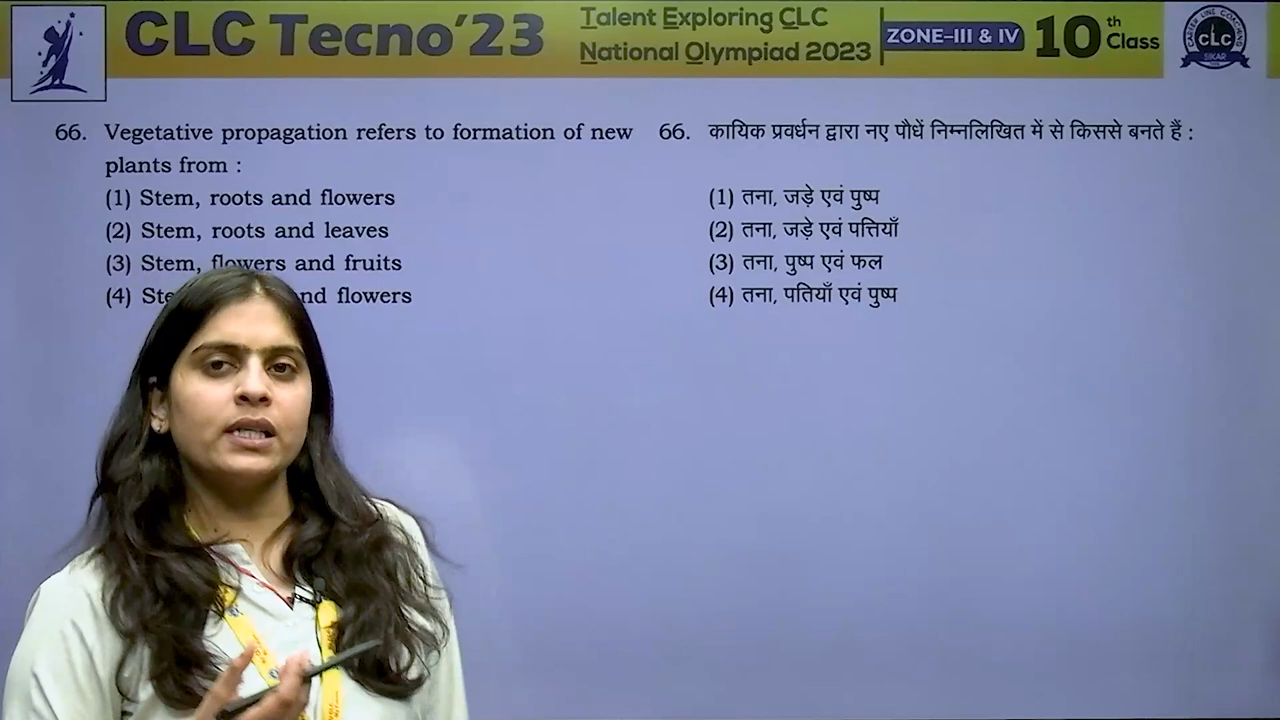 CLC Tecno'23
Talent Exploring CLC
National Olympiad 2023
ZONE-III & IV
10th Class
CLC
SIKAR
66. Vegetative propagation refers to formation of new
plants from :
(1) Stem, roots and flowers
(2) Stem, roots and leaves
(3) Stem, flowers and fruits
(4) and flowers
66. कायिक प्रवर्धन द्वारा नए पौधें निम्नलिखित में से किससे बनते हैं :
(1) तना, जड़े एवं पुष्प
(2) तना, जड़े एवं पत्तियाँ
(3) तना, पुष्प एवं फल
(4) तना, पतियाँ एवं पुष्प